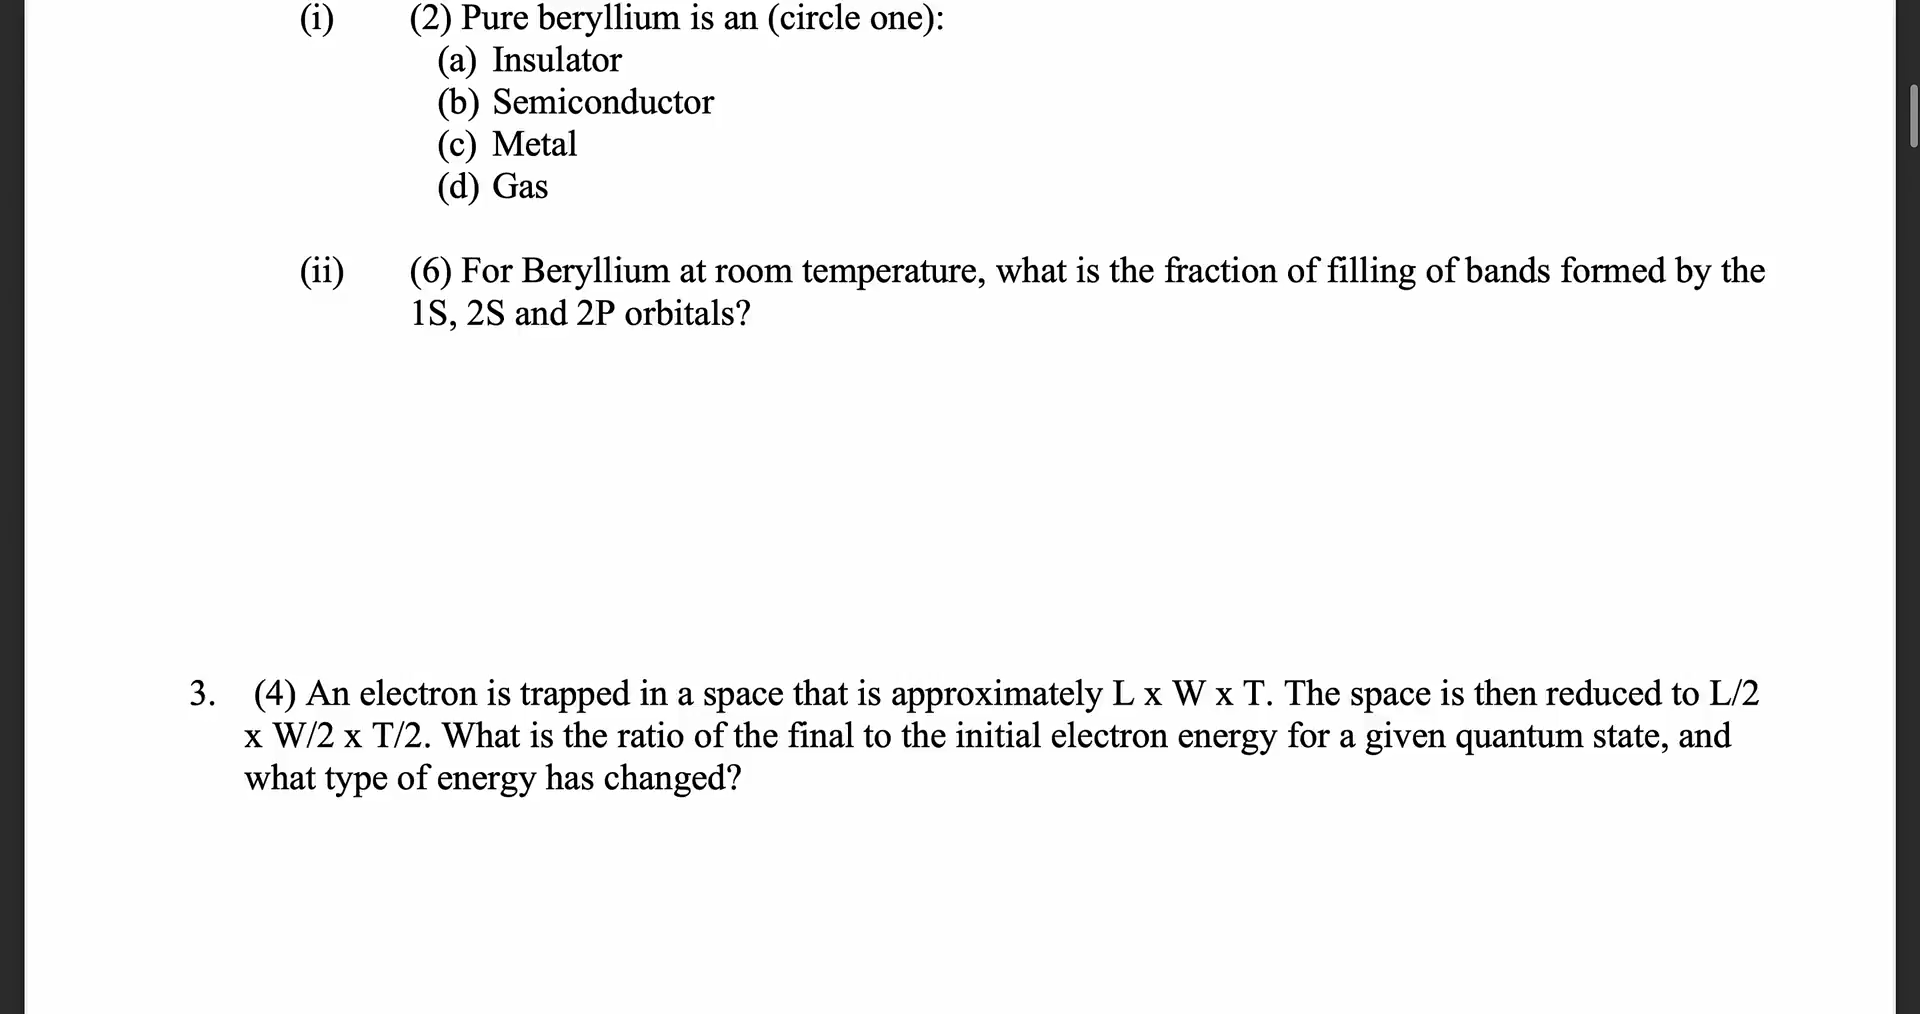 (i) (2) Pure beryllium is an (circle one):
(a) Insulator
(b) Semiconductor
(c) Metal
(d) Gas
(ii) (6) For Beryllium at room temperature, what is the fraction of filling of bands formed by the
1S, 2S and 2P orbitals?
3. (4) An electron is trapped in a space that is approximately L x W x T. The space is then reduced to L/2
x W/2 x T/2. What is the ratio of the final to the initial electron energy for a given quantum state, and
what type of energy has changed?